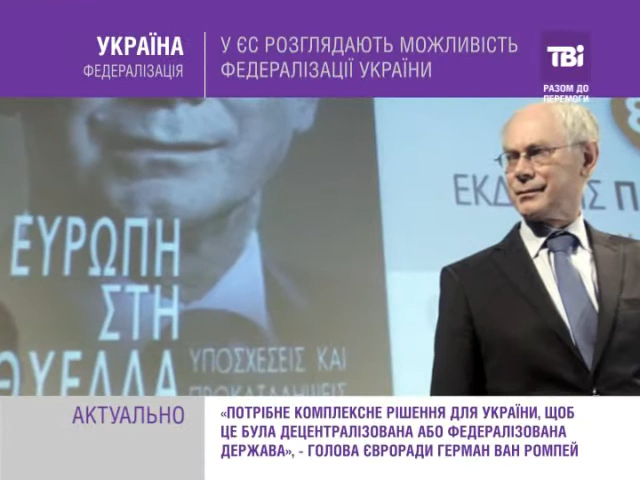 УКРАЇНА
ФЕДЕРАЛІЗАЦІЯ
У ЄС РОЗГЛЯДАЮТЬ МОЖЛИВІСТЬ
ФЕДЕРАЛІЗАЦІЇ УКРАЇНИ
ТВі
РАЗОМ ДО
ПЕРЕМОГИ
ΕΥΡΩΠΗ
ΣΤΗ
ΘΥΕΛΛΑ
ΥΠΟΣΧΕΣΕΙΣ ΚΑΙ
ΠΡΟΚΑΤΑΛΗΨΕΙΣ
АКТУАЛЬНО
«ПОТРІБНЕ КОМПЛЕКСНЕ РІШЕННЯ ДЛЯ УКРАЇНИ, ЩОБ
ЦЕ БУЛА ДЕЦЕНТРАЛІЗОВАНА АБО ФЕДЕРАЛІЗОВАНА
ДЕРЖАВА», - ГОЛОВА ЄВРОРАДИ ГЕРМАН ВАН РОМПЕЙ